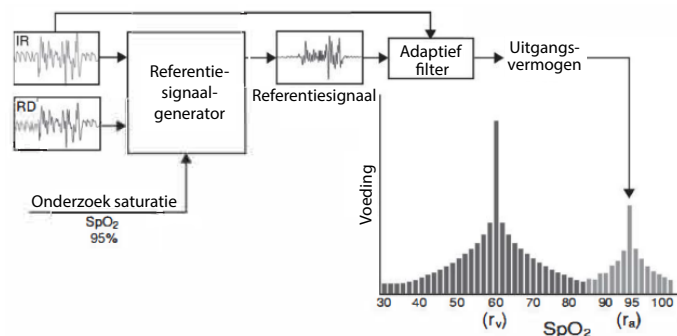 IR
RD
Referentie-
signaal-
generator
Referentiesignaal
Adaptief
filter
Uitgangs-
vermogen
Onderzoek saturatie
SpO₂
95%
Voeding
30 40 50 60 70 80 90 95 100
(rᵥ) (rₐ)
SpO₂